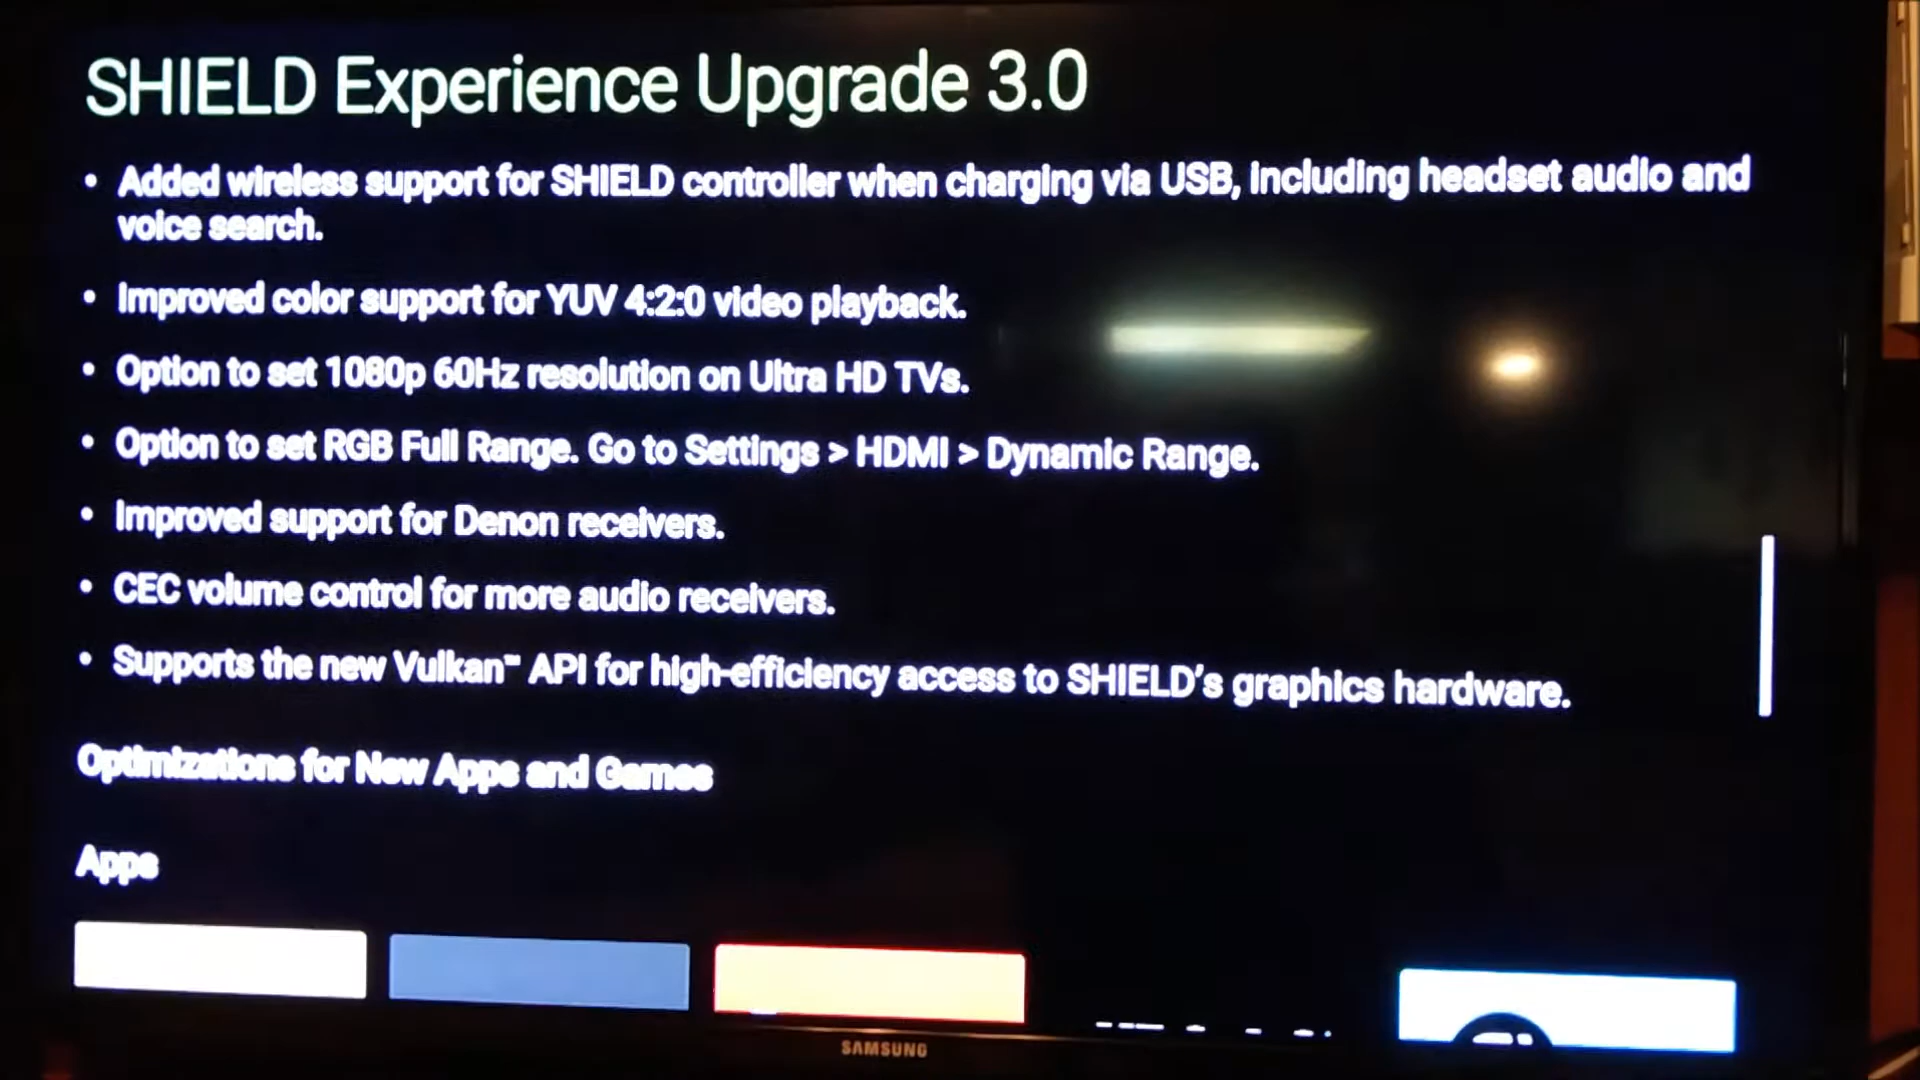 SHIELD Experience Upgrade 3.0
• Added wireless support for SHIELD controller when charging via USB, including headset audio and
voice search.
• Improved color support for YUV 4:2:0 video playback.
• Option to set 1080p 60Hz resolution on Ultra HD TVs.
• Option to set RGB Full Range. Go to Settings > HDMI > Dynamic Range.
• Improved support for Denon receivers.
• CEC volume control for more audio receivers.
• Supports the new Vulkan™ API for high-efficiency access to SHIELD's graphics hardware.
Optimizations for New Apps and Games
Apps
SAMSUNG